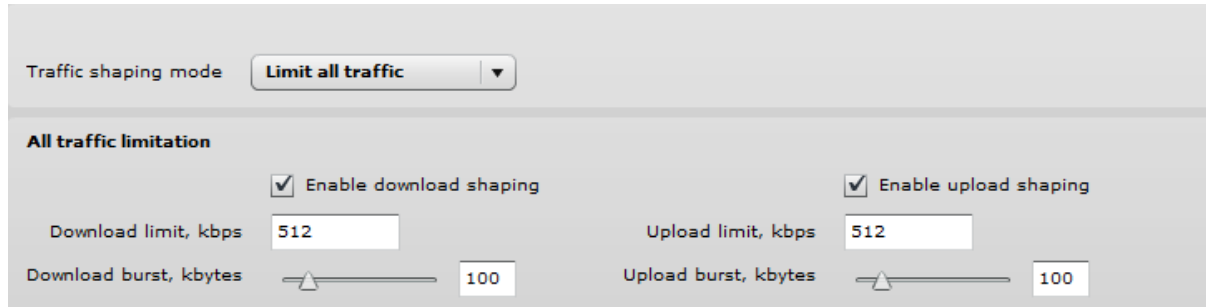 Traffic shaping mode Limit all traffic
All traffic limitation
Enable download shaping Enable upload shaping
Download limit, kbps 512 Upload limit, kbps 512
Download burst, kbytes 100 Upload burst, kbytes 100